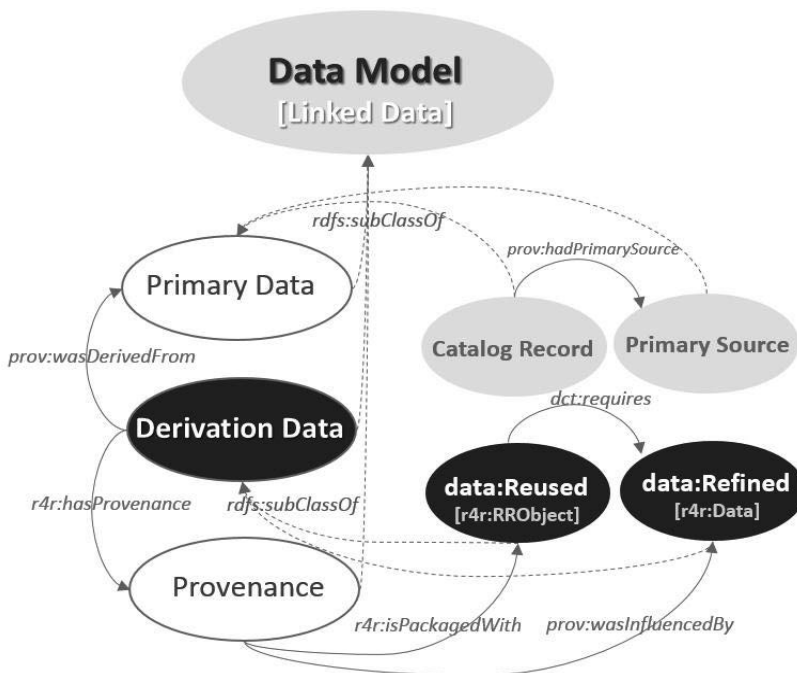 Data Model
[Linked Data]
rdfs:subClassOf
prov:hadPrimarySource
Primary Data
Catalog Record
Primary Source
prov:wasDerivedFrom
dct:requires
Derivation Data
data:Reused
[r4r:RRObject]
data:Refined
[r4r:Data]
r4r:hasProvenance
rdfs:subClassOf
Provenance
r4r:isPackagedWith
prov:wasInfluencedBy